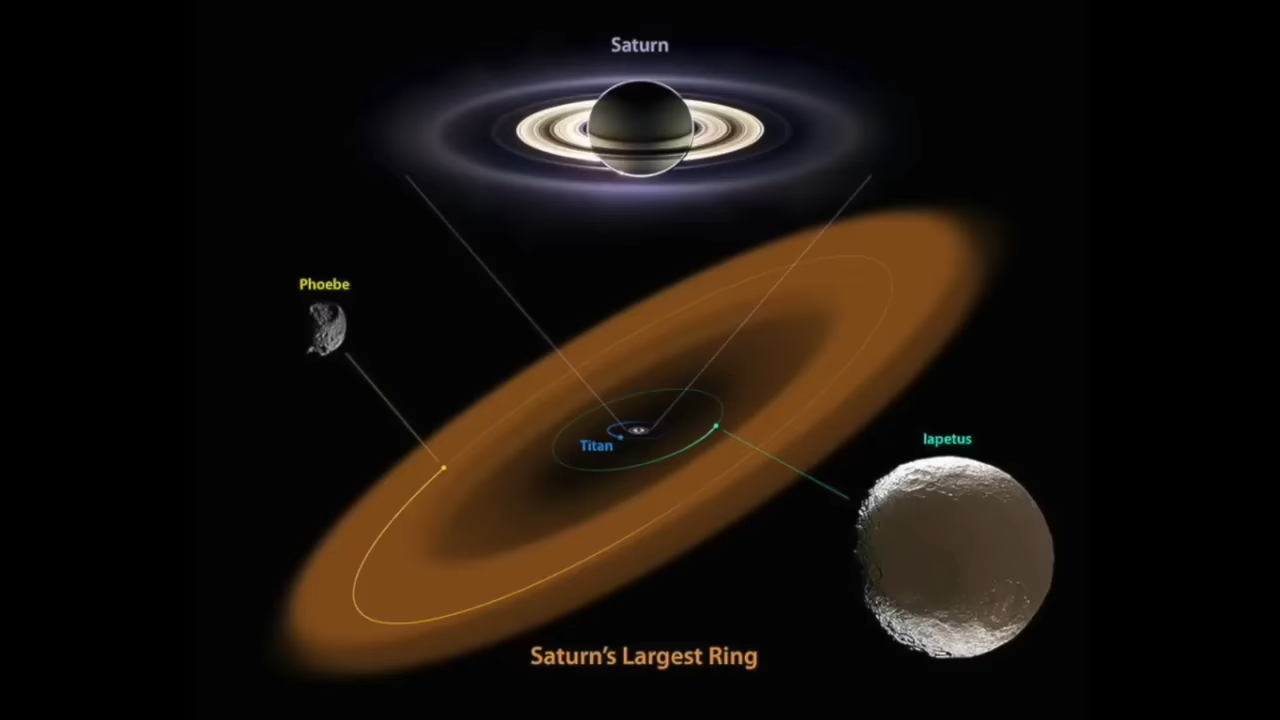 Saturn
Phoebe
Titan
Iapetus
Saturn's Largest Ring